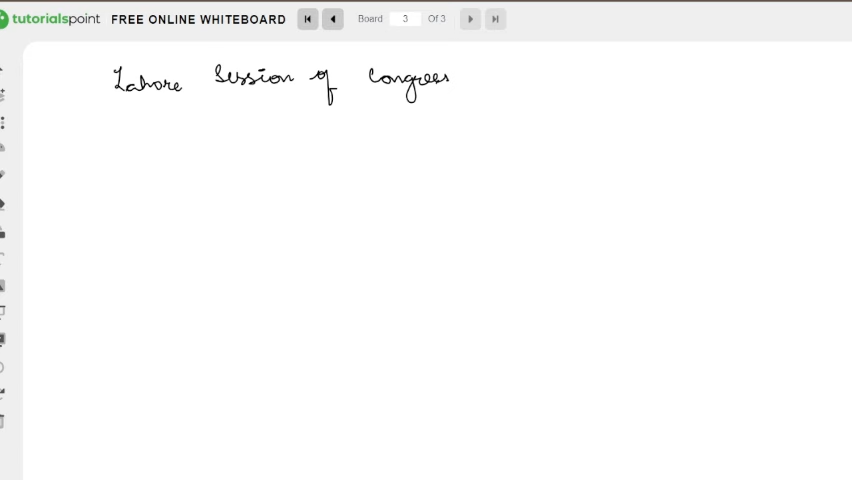 tutorialspoint FREE ONLINE WHITEBOARD Board 3 Of 3
Lahore Session of Congress